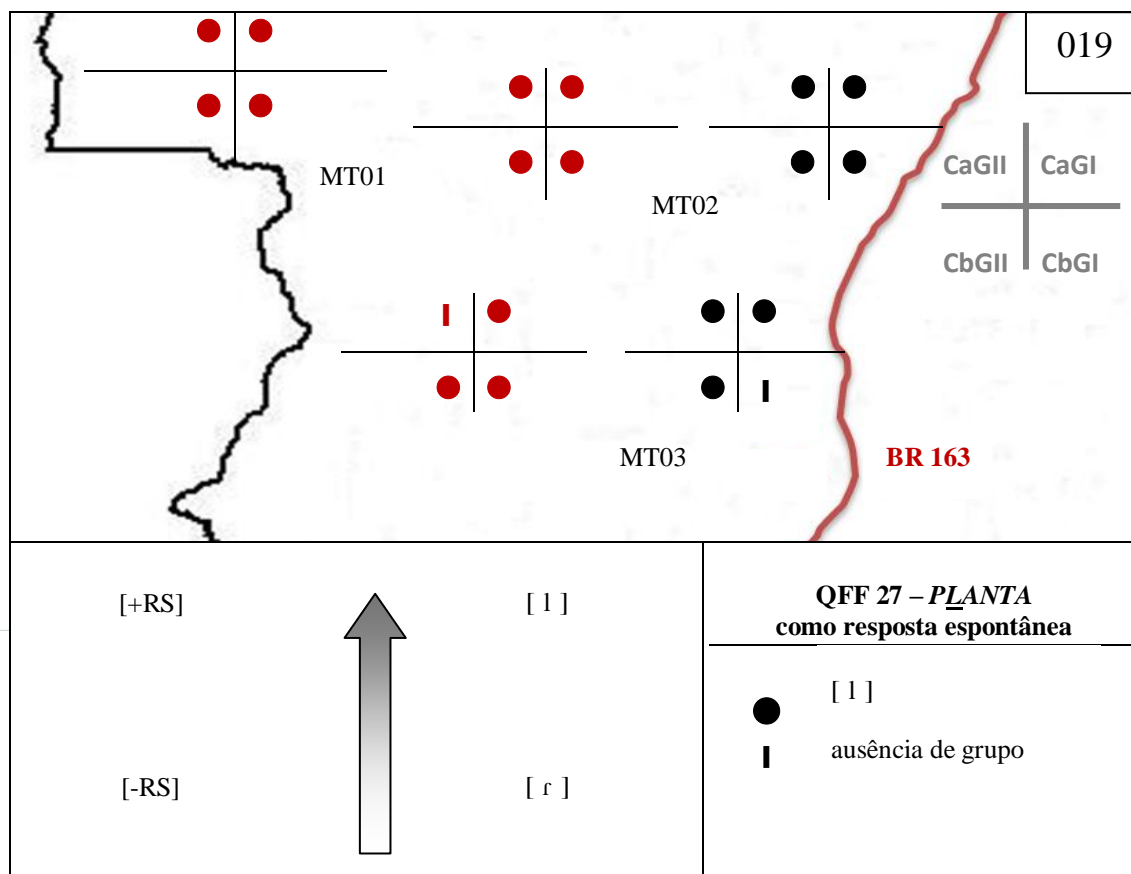 019
CaGII CaGI
CbGII CbGI
MT01
MT02
MT03
BR 163
[+RS] [ l ]
[-RS] [ ɾ ]
QFF 27 – PLANTA
como resposta espontânea
[ l ]
ausência de grupo